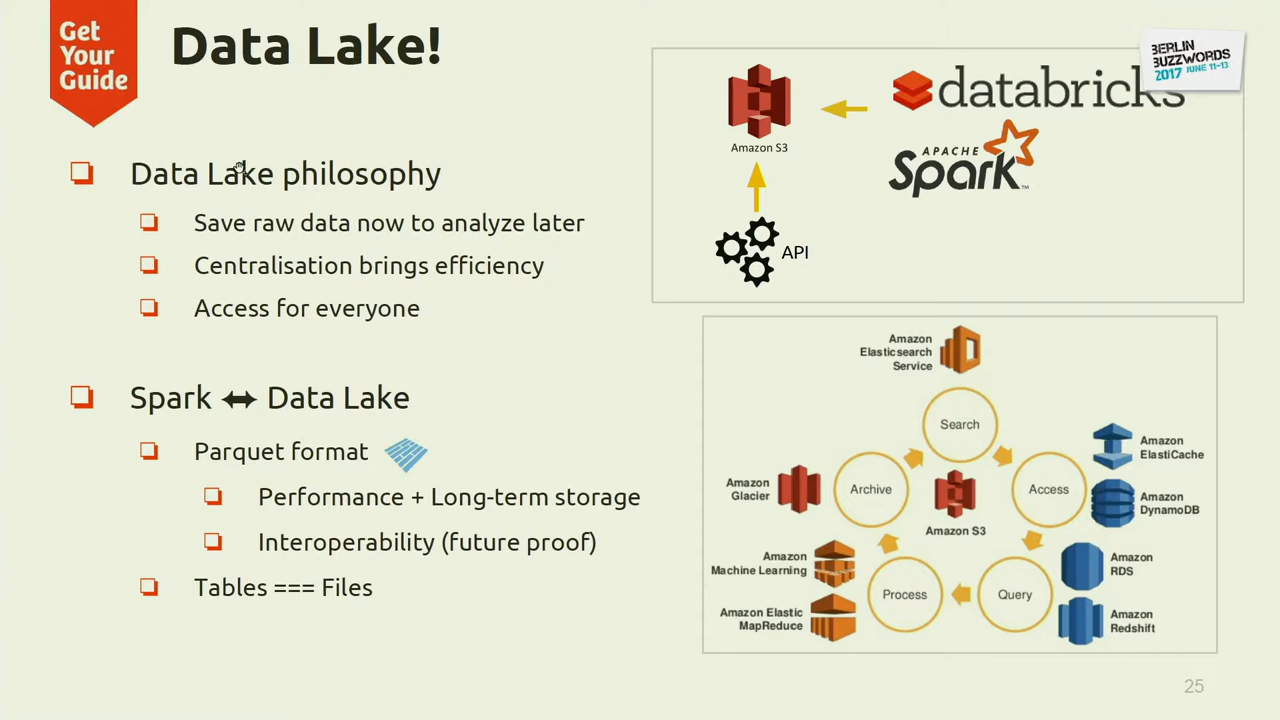 Get
Your
Guide
Data Lake!
BERLIN
BUZZWORDS
2017 JUNE 11-13
Data Lake philosophy
Save raw data now to analyze later
Centralisation brings efficiency
Access for everyone
Spark ⬌ Data Lake
Parquet format
Performance + Long-term storage
Interoperability (future proof)
Tables === Files
databricks
Amazon S3
APACHE
Spark™
API
Amazon
Elasticsearch
Service
Search
Amazon
ElastiCache
Access
Amazon
DynamoDB
Amazon
RDS
Amazon
Redshift
Query
Process
Amazon
Machine Learning
Amazon Elastic
MapReduce
Archive
Amazon
Glacier
Amazon S3
25